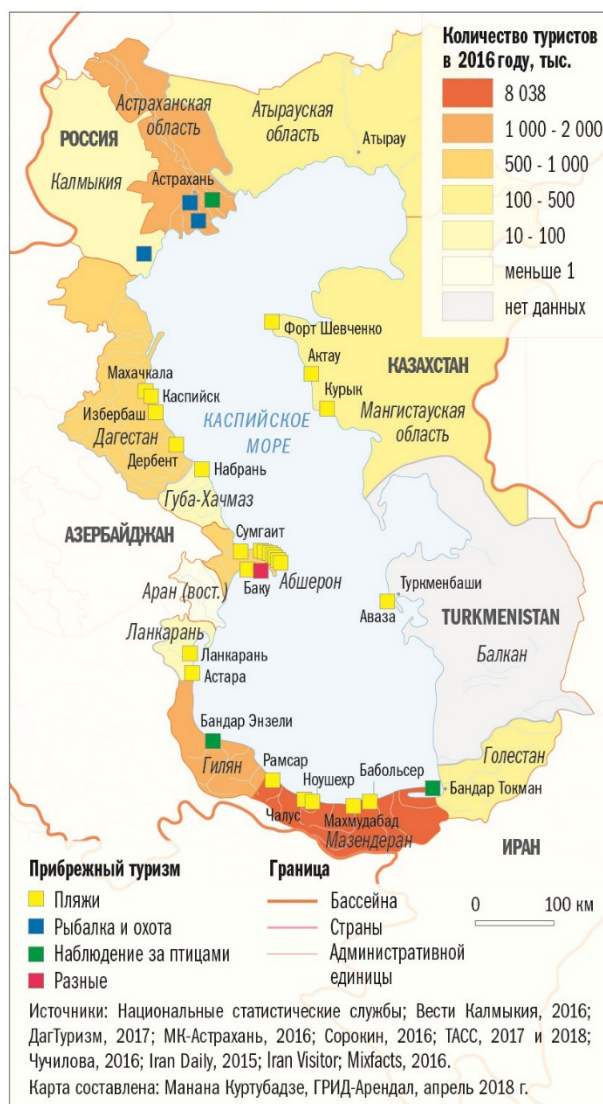 Количество туристов
в 2016 году, тыс.
8 038
1 000 - 2 000
500 - 1 000
100 - 500
10 - 100
меньше 1
нет данных
Астраханская
область
Атырауская
область
Атырау
РОССИЯ
Калмыкия
Астрахань
Форт Шевченко
Актау
КАЗАХСТАН
Курык
Мангистауская
область
Махачкала
Каспийск
Избербаш
Дагестан
КАСПИЙСКОЕ
МОРЕ
Дербент
Набрань
Губа-Хачмаз
АЗЕРБАЙДЖАН
Сумгаит
Абшерон
Баку
Аран (вост.)
Туркменбаши
Аваза
TURKMENISTAN
Балкан
Ланкарань
Ланкарань
Астара
Бандар Энзели
Гилян
Рамсар
Ноушехр
Бабольсер
Голестан
Бандар Токман
Чалус
Махмудабад
Мазендеран
ИРАН
Прибрежный туризм
Пляжи
Рыбалка и охота
Наблюдение за птицами
Разные
Граница
Бассейна
Страны
Административной
единицы
0 100 км
Источники: Национальные статистические службы; Вести Калмыкия, 2016;
ДагТуризм, 2017; МК-Астрахань, 2016; Сорокин, 2016; ТАСС, 2017 и 2018;
Чучилова, 2016; Iran Daily, 2015; Iran Visitor; Mixfacts, 2016.
Карта составлена: Манана Куртубадзе, ГРИД-Арендал, апрель 2018 г.